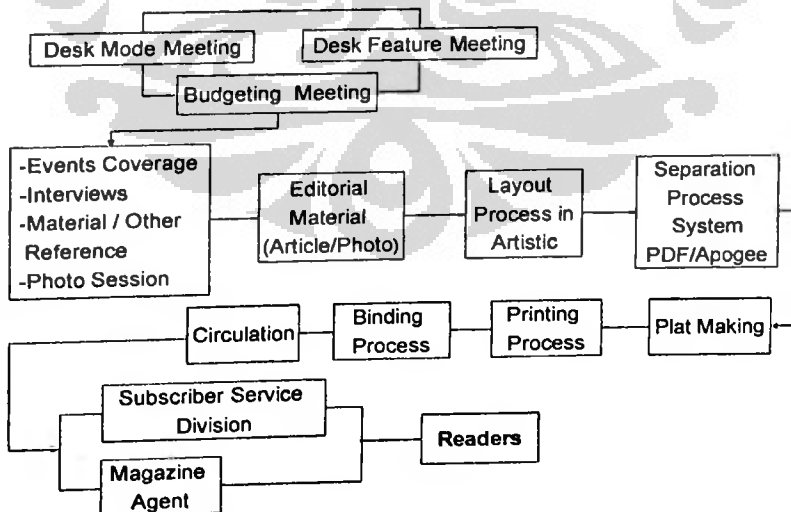 Desk Mode Meeting
Desk Feature Meeting
Budgeting Meeting
-Events Coverage
-Interviews
-Material / Other
Reference
-Photo Session
Editorial
Material
(Article/Photo)
Layout
Process in
Artistic
Separation
Process
System
PDF/Apogee
Circulation
Binding
Process
Printing
Process
Plat Making
Subscriber Service
Division
Magazine
Agent
Readers